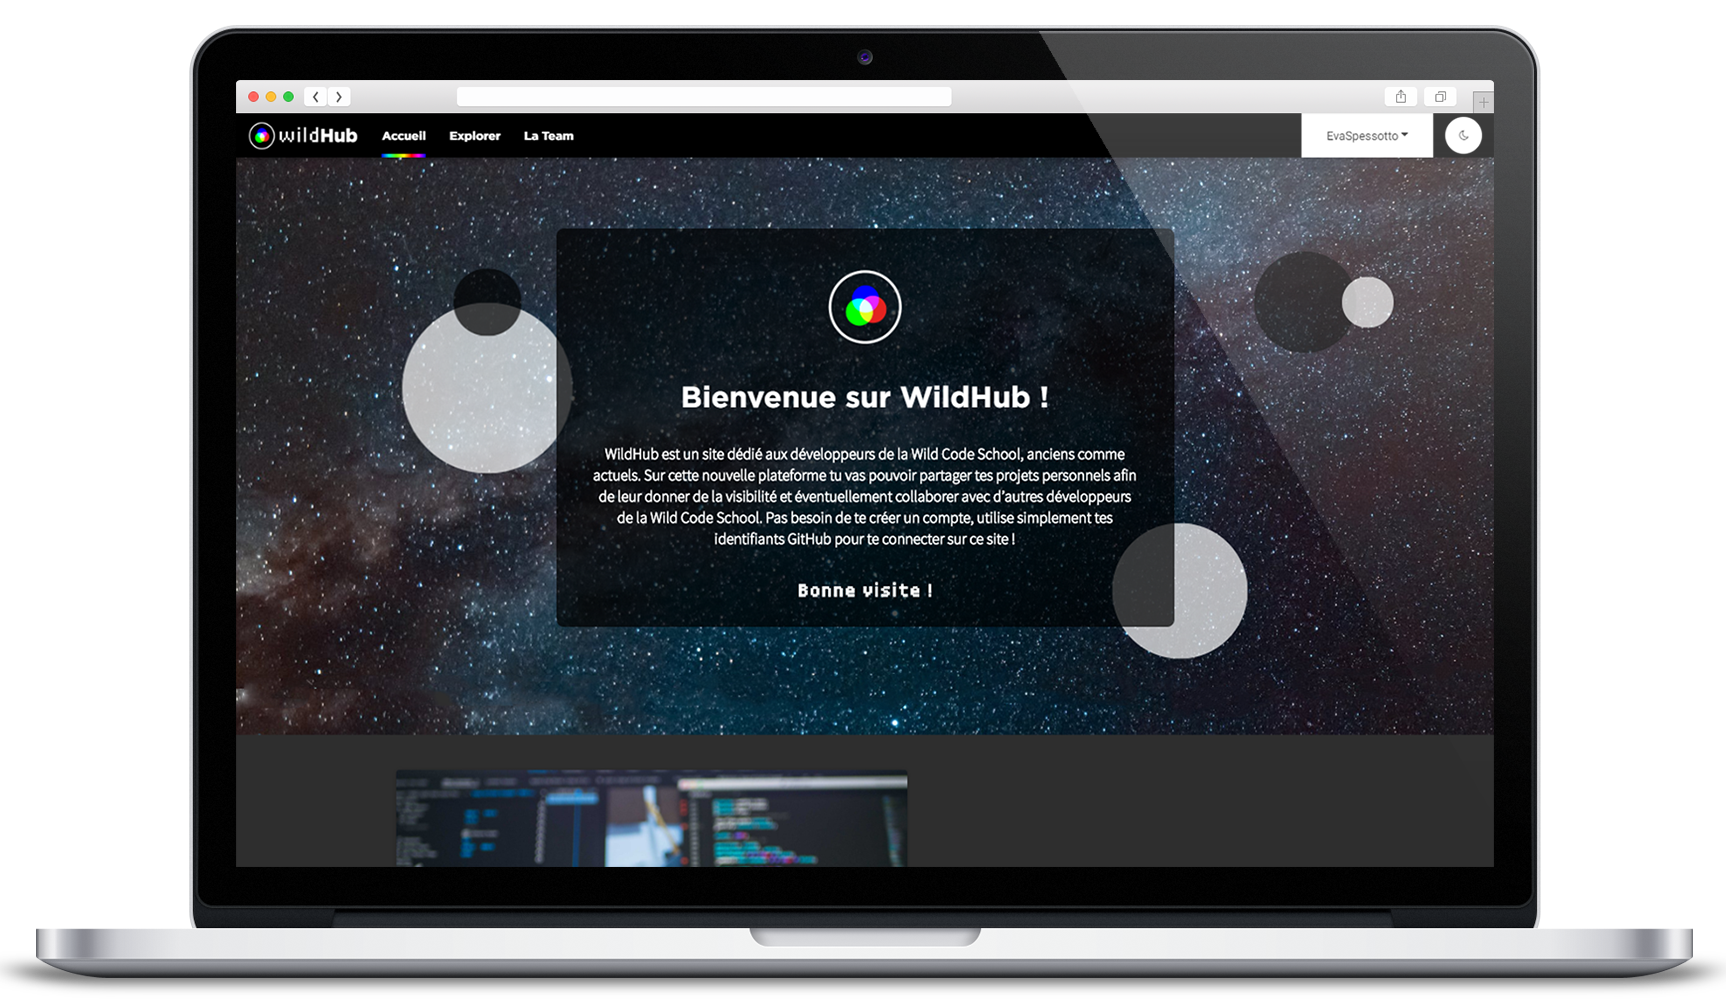 wildHub Accueil Explorer La Team EvaSpessotto
Bienvenue sur WildHub !
WildHub est un site dédié aux développeurs de la Wild Code School, anciens comme
actuels. Sur cette nouvelle plateforme tu vas pouvoir partager tes projets personnels afin
de leur donner de la visibilité et éventuellement collaborer avec d'autres développeurs
de la Wild Code School. Pas besoin de te créer un compte, utilise simplement tes
identifiants GitHub pour te connecter sur ce site !
Bonne visite !